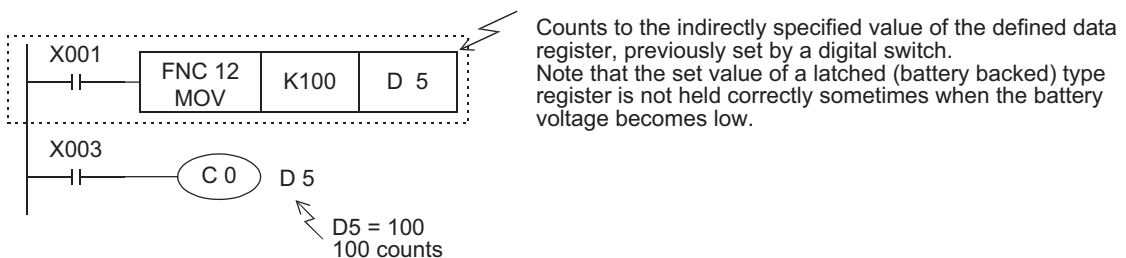 Counts to the indirectly specified value of the defined data
register, previously set by a digital switch.
Note that the set value of a latched (battery backed) type
register is not held correctly sometimes when the battery
voltage becomes low.
X001
FNC 12
MOV
K100
D 5
X003
C 0
D 5
D5 = 100
100 counts